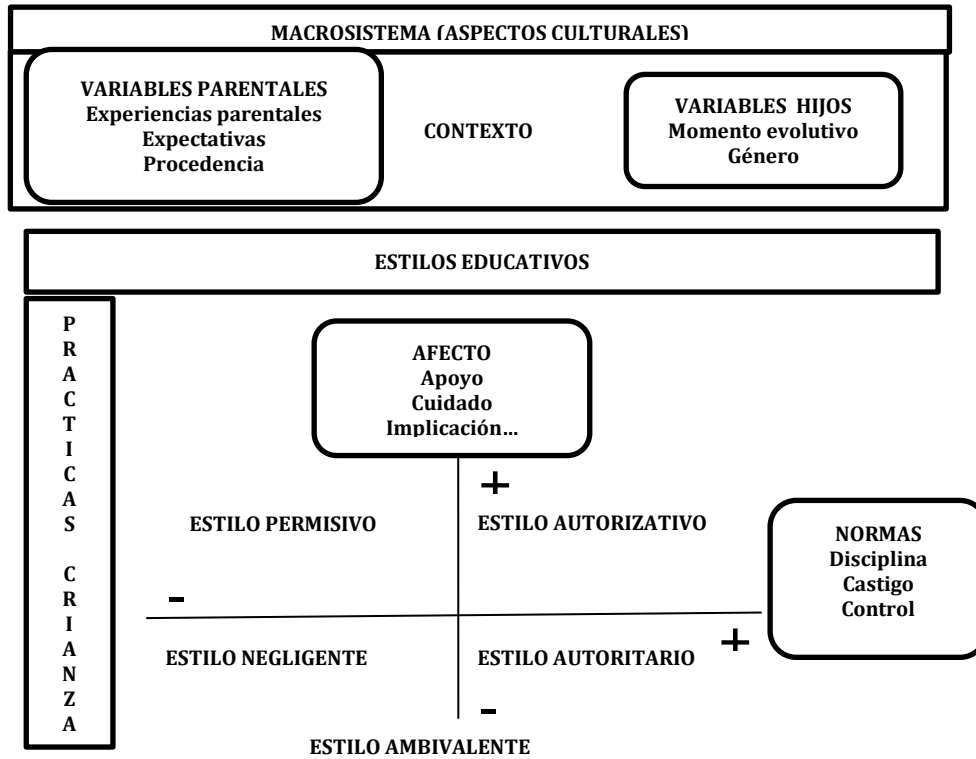 MACROSISTEMA (ASPECTOS CULTURALES)
VARIABLES PARENTALES
Experiencias parentales
Expectativas
Procedencia
CONTEXTO
VARIABLES HIJOS
Momento evolutivo
Género
ESTILOS EDUCATIVOS
P
R
A
C
T
I
C
A
S
C
R
I
A
N
Z
A
AFECTO
Apoyo
Cuidado
Implicación...
+
ESTILO PERMISIVO
ESTILO AUTORIZATIVO
NORMAS
Disciplina
Castigo
Control
-
+
ESTILO NEGLIGENTE
ESTILO AUTORITARIO
-
ESTILO AMBIVALENTE